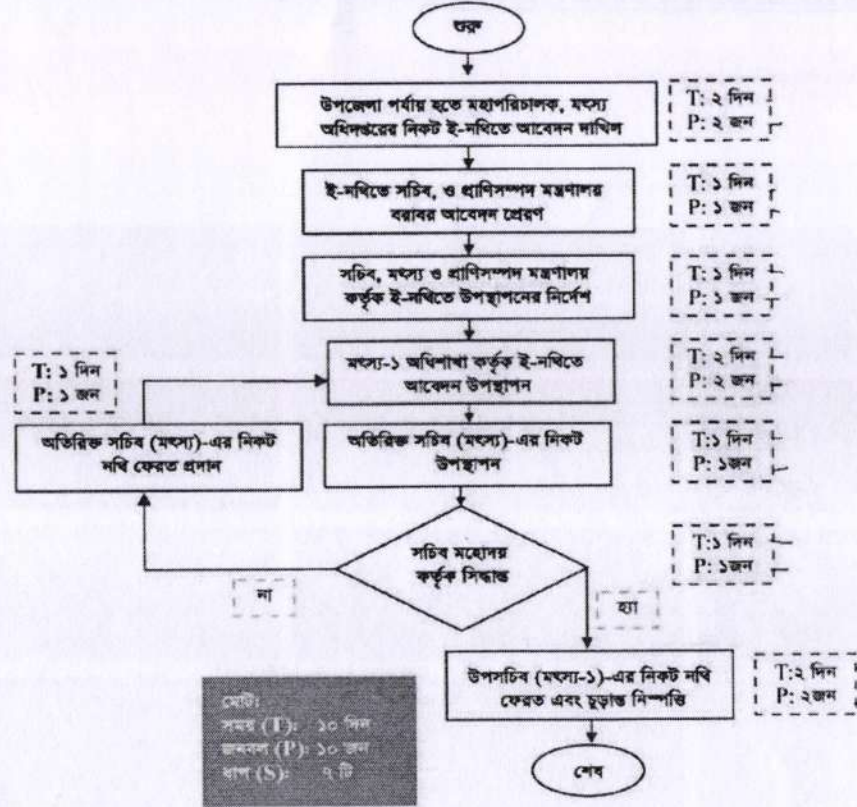 শুরু
উপজেলা পর্যায় হতে মহাপরিচালক, মৎস্য
অধিদপ্তরের নিকট ই-নথিতে আবেদন দাখিল
T: ২ দিন
P: ২ জন
ই-নথিতে সচিব, ও প্রাণিসম্পদ মন্ত্রণালয়
বরাবর আবেদন প্রেরণ
T:১ দিন
P: ১ জন
সচিব, মৎস্য ও প্রাণিসম্পদ মন্ত্রণালয়
কর্তৃক ই-নথিতে উপস্থাপনের নির্দেশ
T: ১ দিন
P: ১ জন
মৎস্য-১ অধিশাখা কর্তৃক ই-নথিতে
আবেদন উপস্থাপন
T: ২ দিন
P: ২ জন
T: ১ দিন
P: ১ জন
অতিরিক্ত সচিব (মৎস্য)-এর নিকট
নথি ফেরত প্রদান
অতিরিক্ত সচিব (মৎস্য)-এর নিকট
উপস্থাপন
T:১ দিন
P: ১জন
সচিব মহোদয়
কর্তৃক সিদ্ধান্ত
T:১ দিন
P: ১জন
না
হ্যা
উপসচিব (মৎস্য-১)-এর নিকট নথি
ফেরত এবং চুড়ান্ত নিষ্পত্তি
T:২ দিন
P: ২জন
মোট:
সময় (T): ১০ দিন
জনবল (P): ১০ জন
ধাপ (S): ৭ টি
শেষ